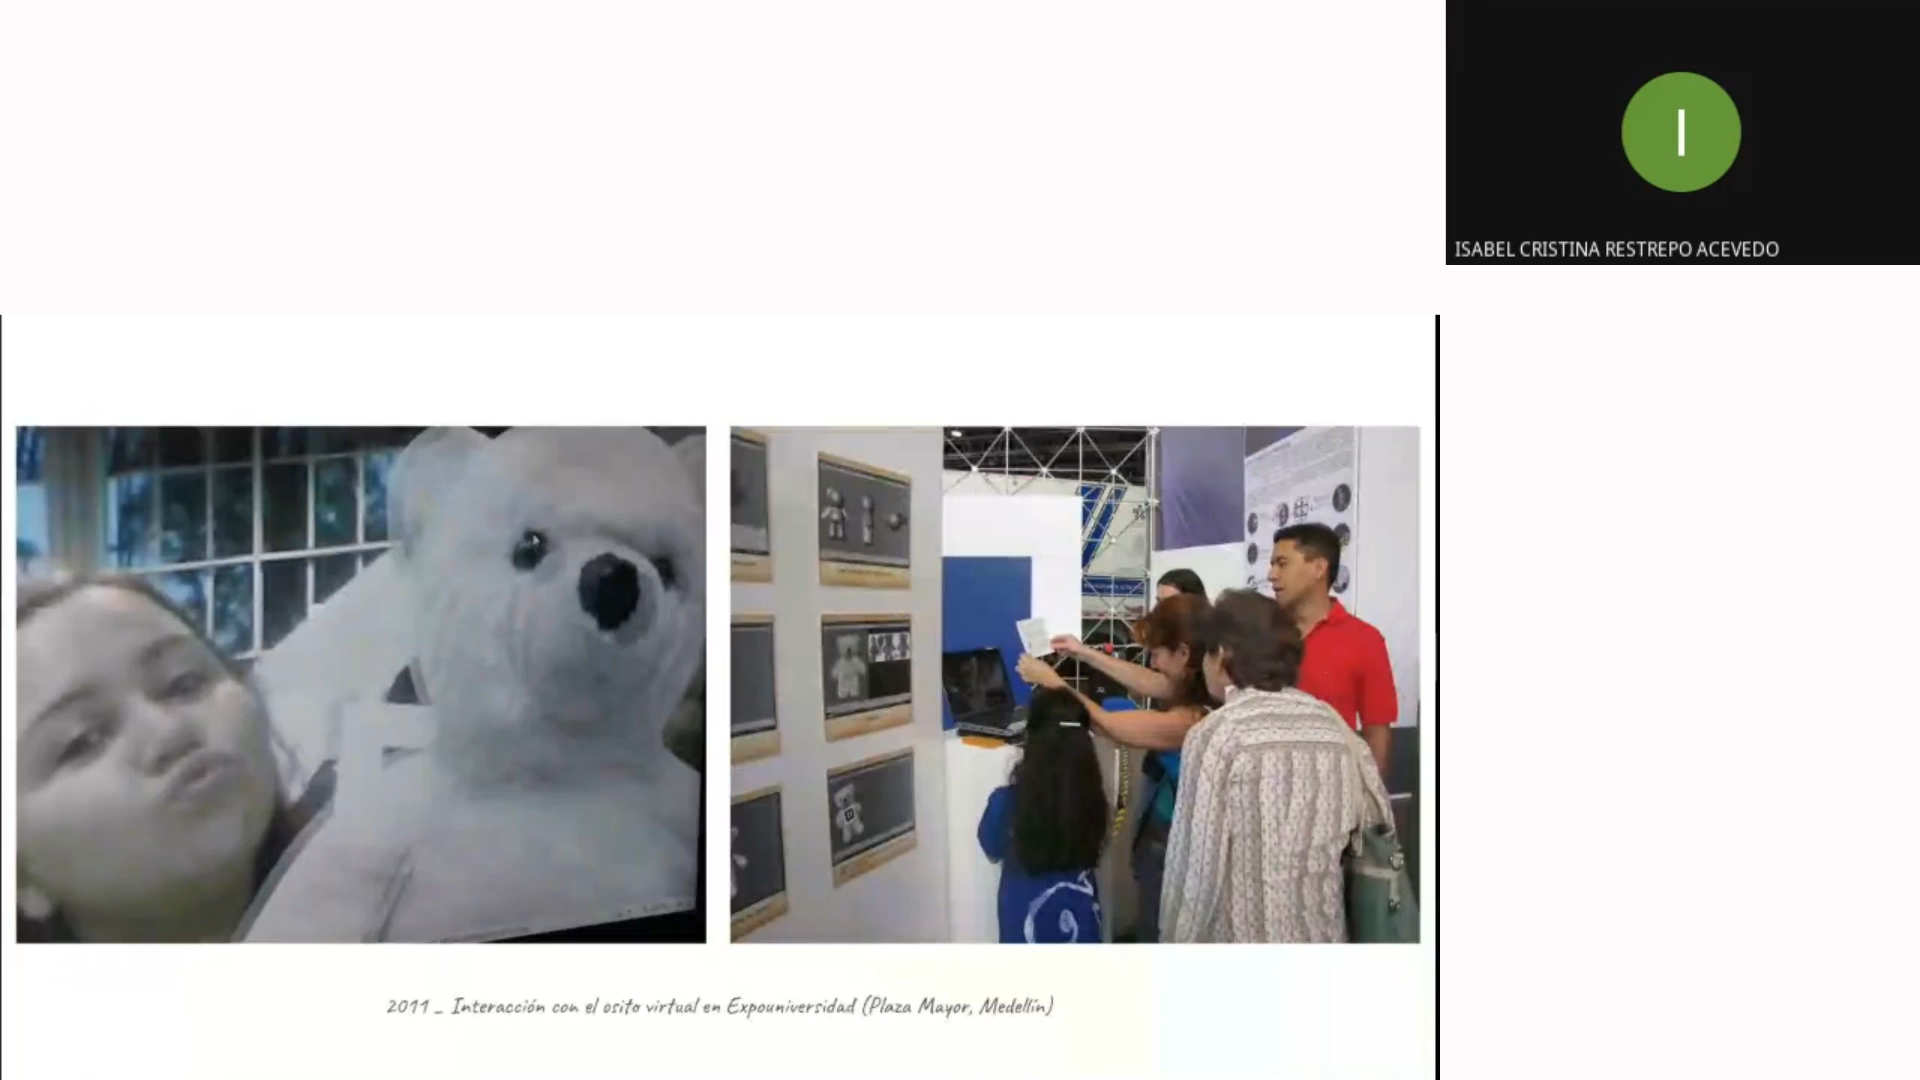 I
ISABEL CRISTINA RESTREPO ACEVEDO
2011 _ Interacción con el osito virtual en Expouniversidad (Plaza Mayor, Medellín)